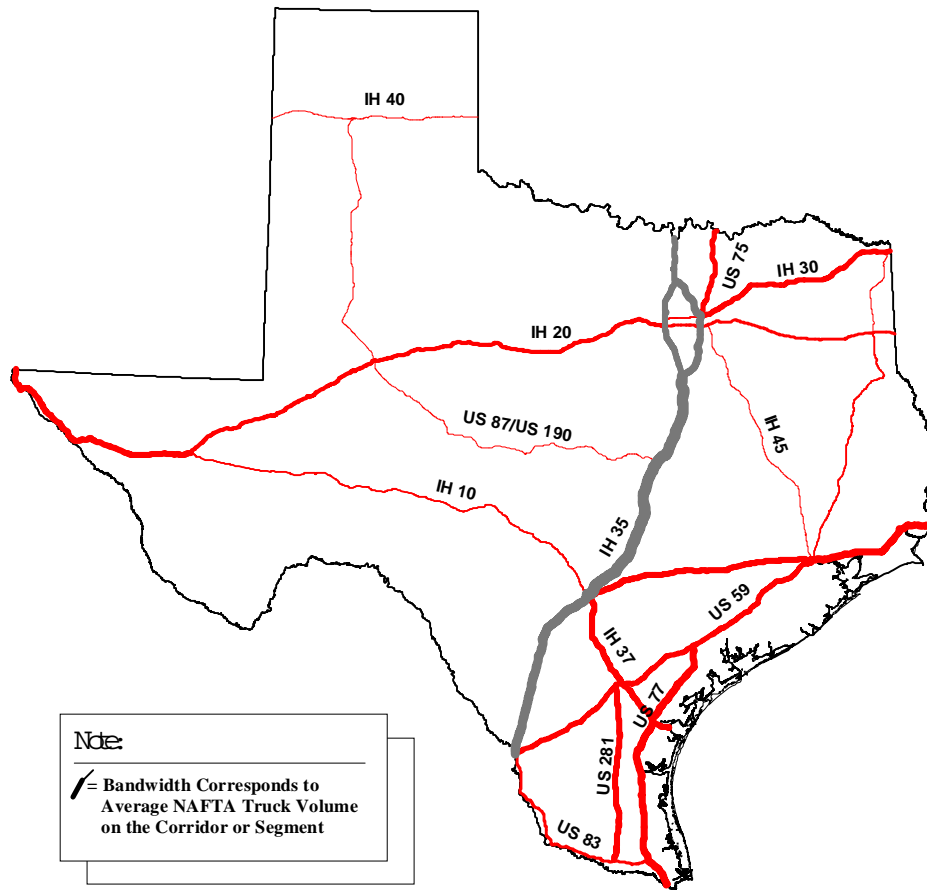 IH 40
US 75
IH 30
IH 20
US 87/US 190
IH 45
IH 10
IH 35
US 59
IH 37
US 77
US 281
US 83
Note:
= Bandwidth Corresponds to
Average NAFTA Truck Volume
on the Corridor or Segment